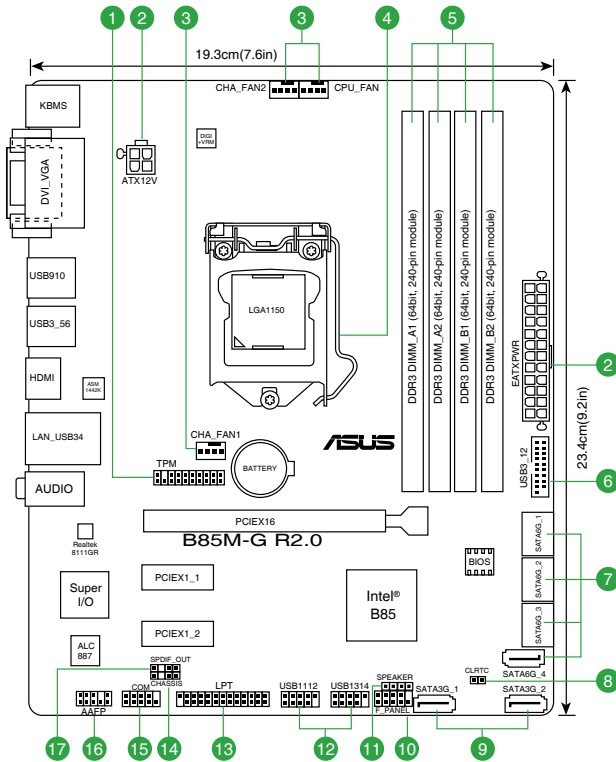 1
2
3
3
4
5
19.3cm(7.6in)
CHA_FAN2
CPU_FAN
KBMS
DIGI
+VRM
ATX12V
DVI_VGA
LGA1150
DDR3 DIMM_A1 (64bit, 240-pin module)
DDR3 DIMM_A2 (64bit, 240-pin module)
DDR3 DIMM_B1 (64bit, 240-pin module)
DDR3 DIMM_B2 (64bit, 240-pin module)
USB910
USB3_56
EATXPWR
2
HDMI
ASM
1442K
23.4cm(9.2in)
LAN_USB34
3
CHA_FAN1
ASUS
BATTERY
USB3_12
1
TPM
6
AUDIO
PCIEX16
B85M-G R2.0
SATA6G_1
Realtek
8111GR
BIOS
SATA6G_2
7
PCIEX1_1
Super
I/O
Intel®
B85
SATA6G_3
PCIEX1_2
ALC
887
SATA6G_4
17
SPDIF_OUT
CHASSIS
CLRTC
8
SPEAKER
COM
LPT
USB1112
USB1314
SATA3G_1
SATA3G_2
AAFP
F_PANEL
16
15
14
13
12
11
10
9